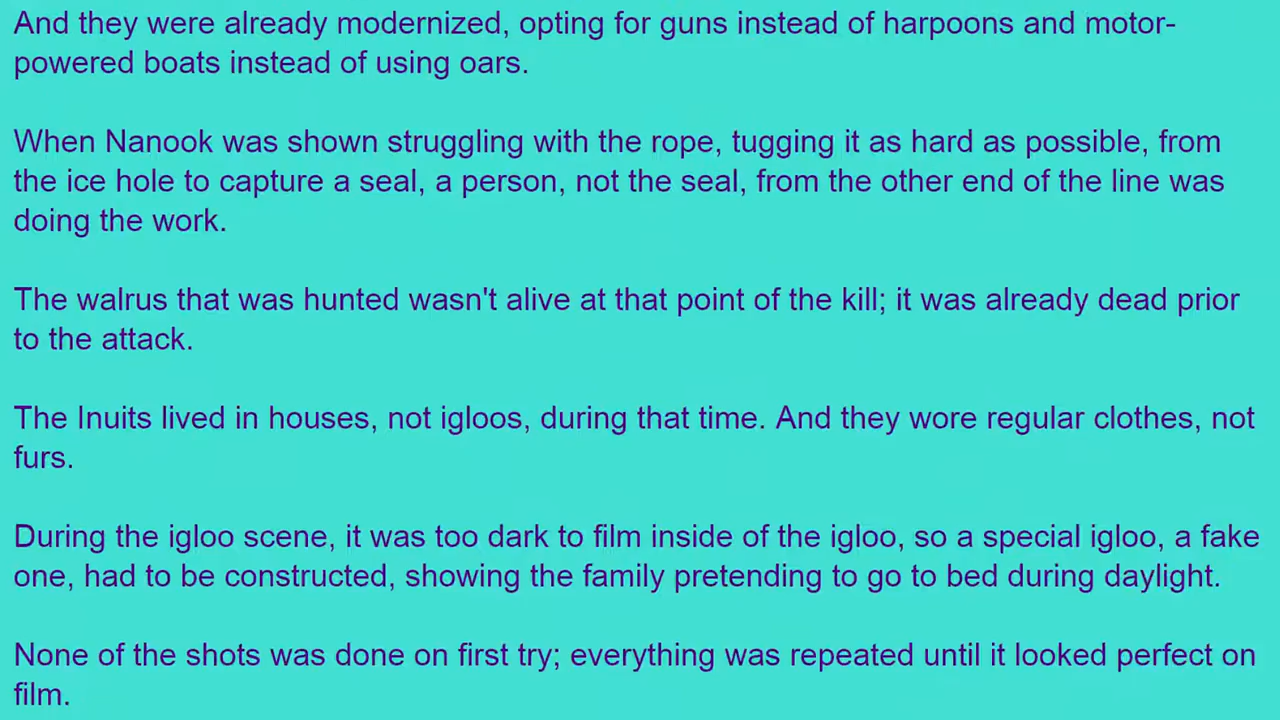 And they were already modernized, opting for guns instead of harpoons and motor-
powered boats instead of using oars.
When Nanook was shown struggling with the rope, tugging it as hard as possible, from
the ice hole to capture a seal, a person, not the seal, from the other end of the line was
doing the work.
The walrus that was hunted wasn't alive at that point of the kill; it was already dead prior
to the attack.
The Inuits lived in houses, not igloos, during that time. And they wore regular clothes, not
furs.
During the igloo scene, it was too dark to film inside of the igloo, so a special igloo, a fake
one, had to be constructed, showing the family pretending to go to bed during daylight.
None of the shots was done on first try; everything was repeated until it looked perfect on
film.